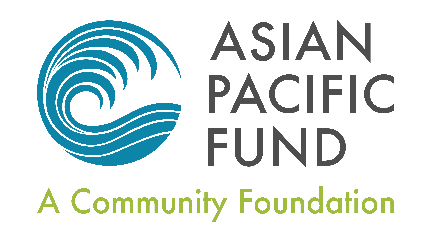 ASIAN
PACIFIC
FUND
A Community Foundation